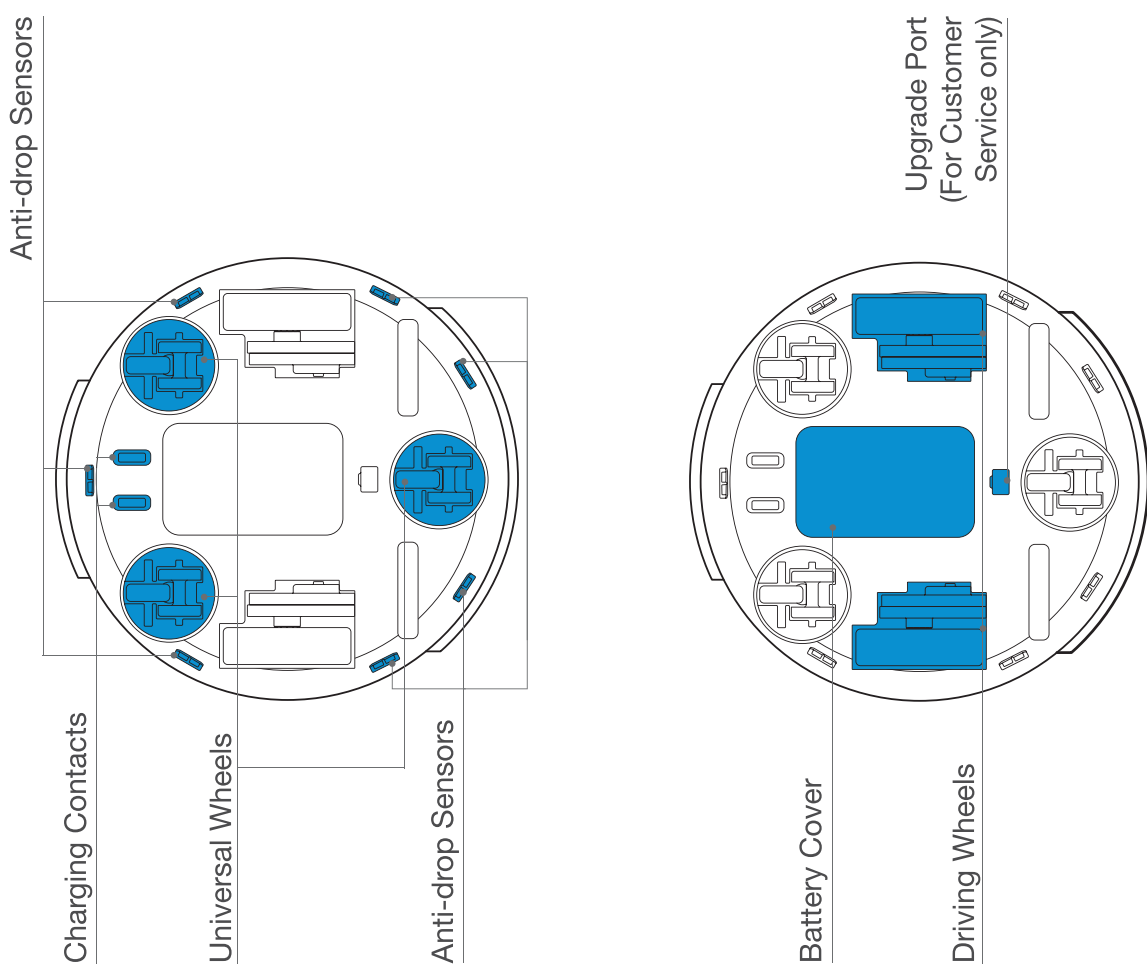 Anti-drop Sensors
Charging Contacts
Universal Wheels
Anti-drop Sensors
Upgrade Port
(For Customer
Service only)
Battery Cover
Driving Wheels